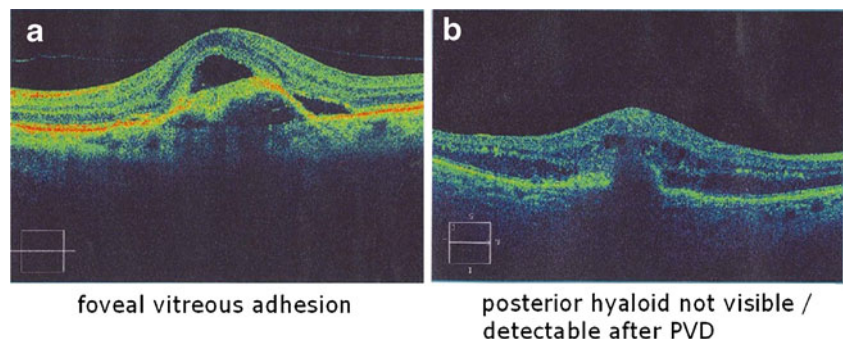 a
b
foveal vitreous adhesion
posterior hyaloid not visible /
detectable after PVD